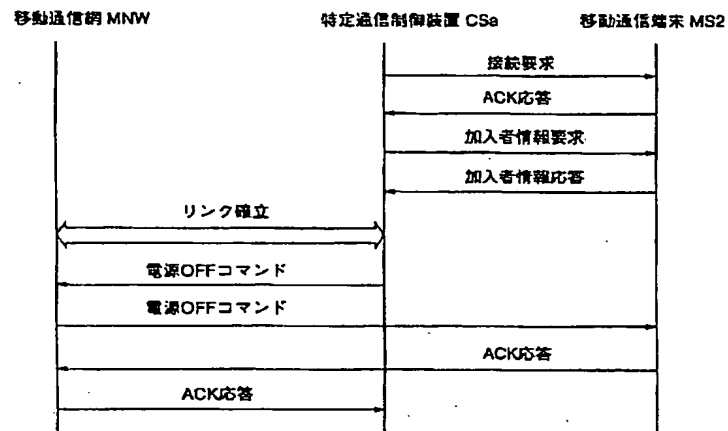 移動通信網 MNW
特定通信制御装置 CSa
移動通信端末 MS2
接続要求
ACK応答
加入者情報要求
加入者情報応答
リンク確立
電源OFFコマンド
電源OFFコマンド
ACK応答
ACK応答